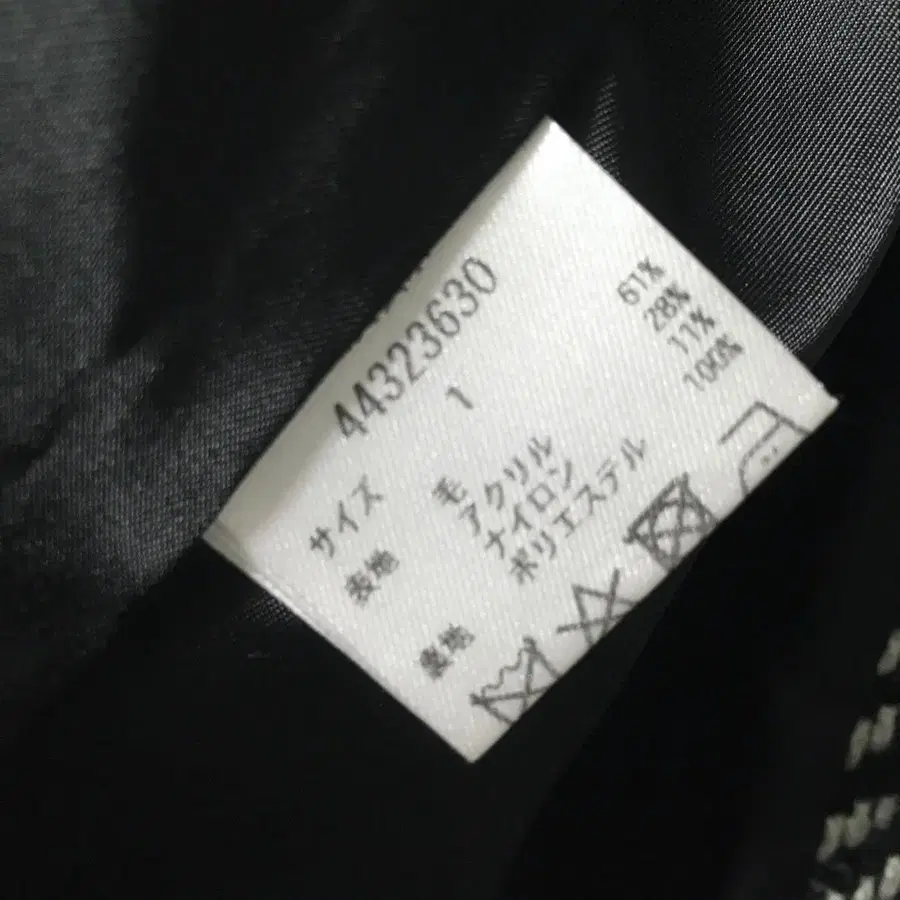 44323630
サイズ 1
表地 毛 61%
アクリル 28%
ナイロン 11%
裏地 ポリエステル 100%